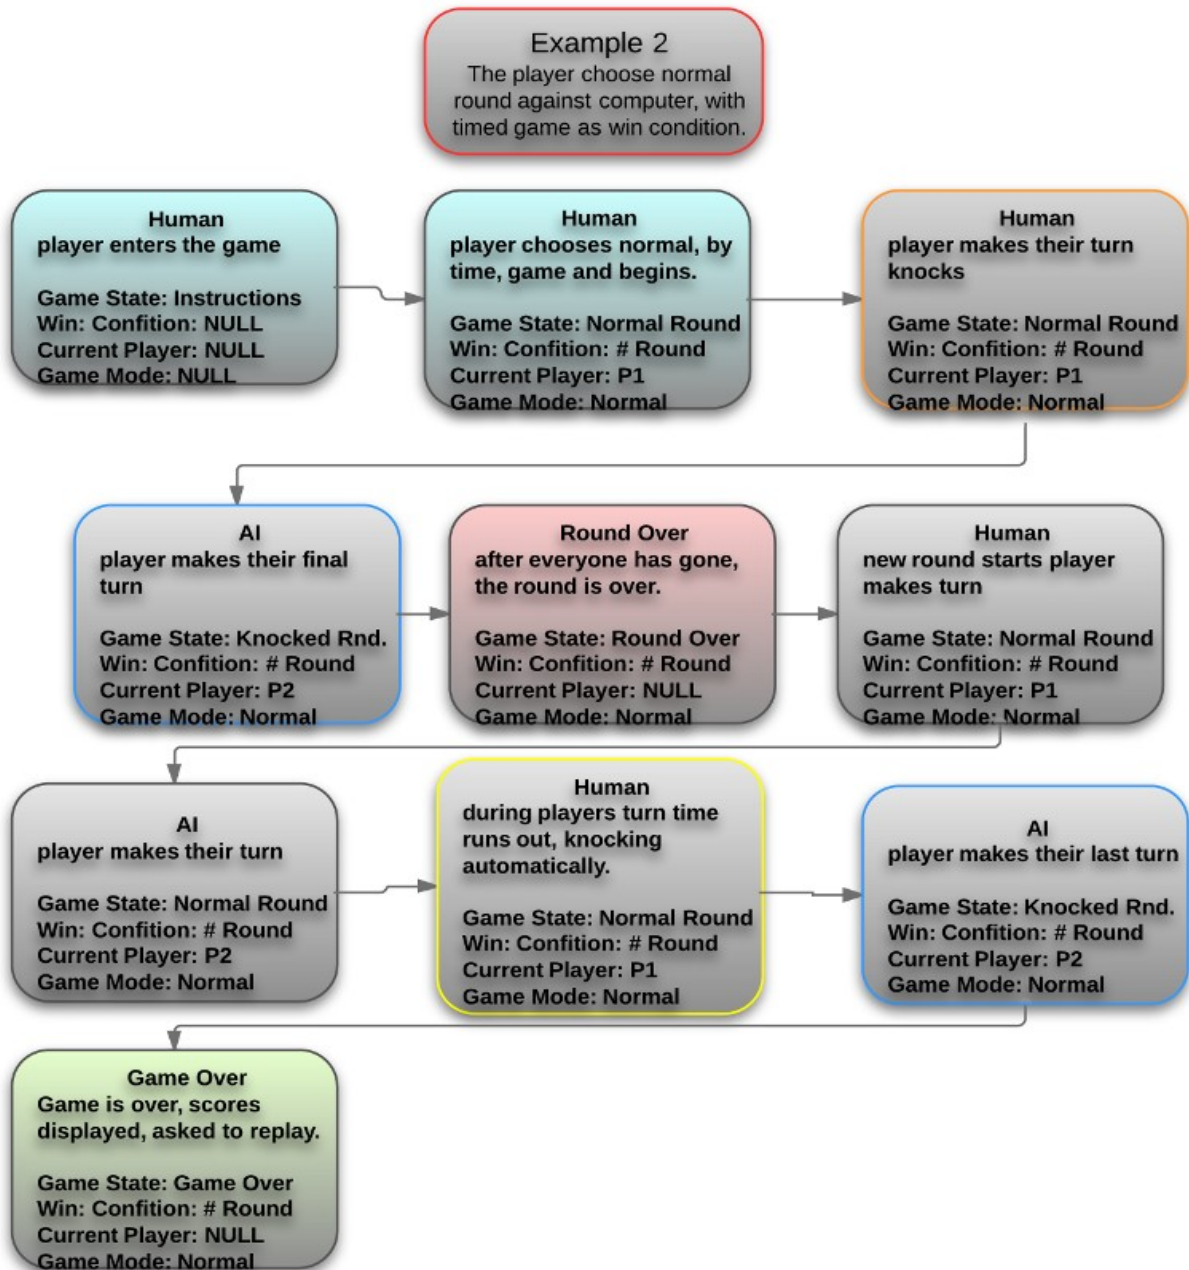 Example 2
The player choose normal
round against computer, with
timed game as win condition.
Human
player enters the game
Game State: Instructions
Win: Confition: NULL
Current Player: NULL
Game Mode: NULL
Human
player chooses normal, by
time, game and begins.
Game State: Normal Round
Win: Confition: # Round
Current Player: P1
Game Mode: Normal
Human
player makes their turn
knocks
Game State: Normal Round
Win: Confition: # Round
Current Player: P1
Game Mode: Normal
AI
player makes their final
turn
Game State: Knocked Rnd.
Win: Confition: # Round
Current Player: P2
Game Mode: Normal
Round Over
after everyone has gone,
the round is over.
Game State: Round Over
Win: Confition: # Round
Current Player: NULL
Game Mode: Normal
Human
new round starts player
makes turn
Game State: Normal Round
Win: Confition: # Round
Current Player: P1
Game Mode: Normal
AI
player makes their turn
Game State: Normal Round
Win: Confition: # Round
Current Player: P2
Game Mode: Normal
Human
during players turn time
runs out, knocking
automatically.
Game State: Normal Round
Win: Confition: # Round
Current Player: P1
Game Mode: Normal
AI
player makes their last turn
Game State: Knocked Rnd.
Win: Confition: # Round
Current Player: P2
Game Mode: Normal
Game Over
Game is over, scores
displayed, asked to replay.
Game State: Game Over
Win: Confition: # Round
Current Player: NULL
Game Mode: Normal